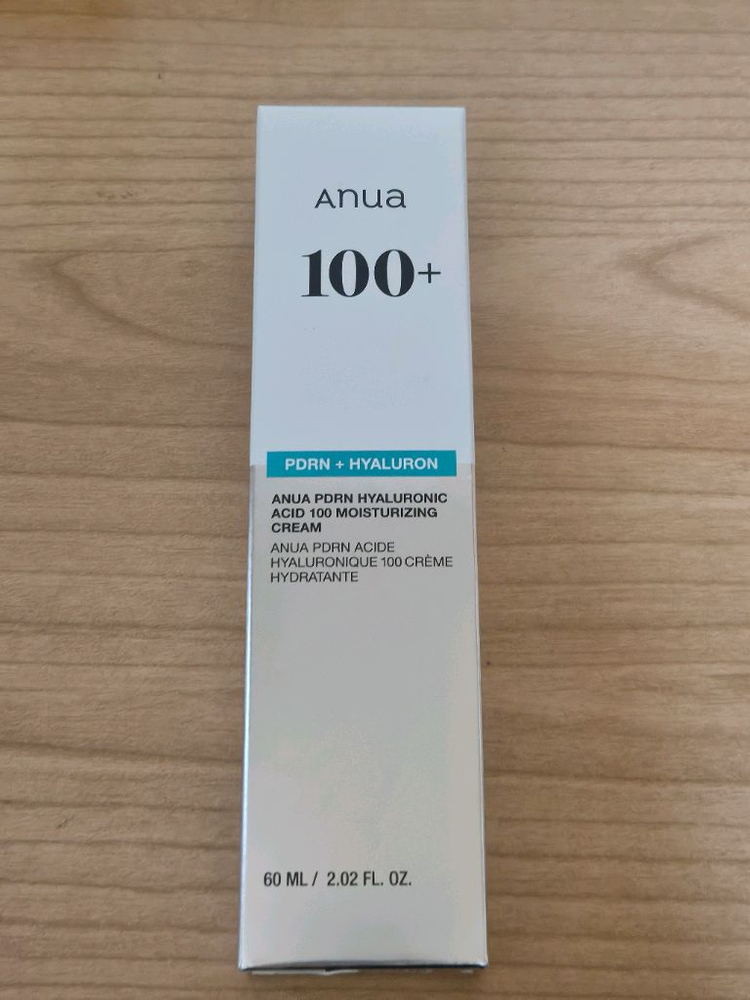 Anua
100+
PDRN + HYALURON
ANUA PDRN HYALURONIC
ACID 100 MOISTURIZING
CREAM
ANUA PDRN ACIDE
HYALURONIQUE 100 CRÈME
HYDRATANTE
60 ML / 2.02 FL. OZ.